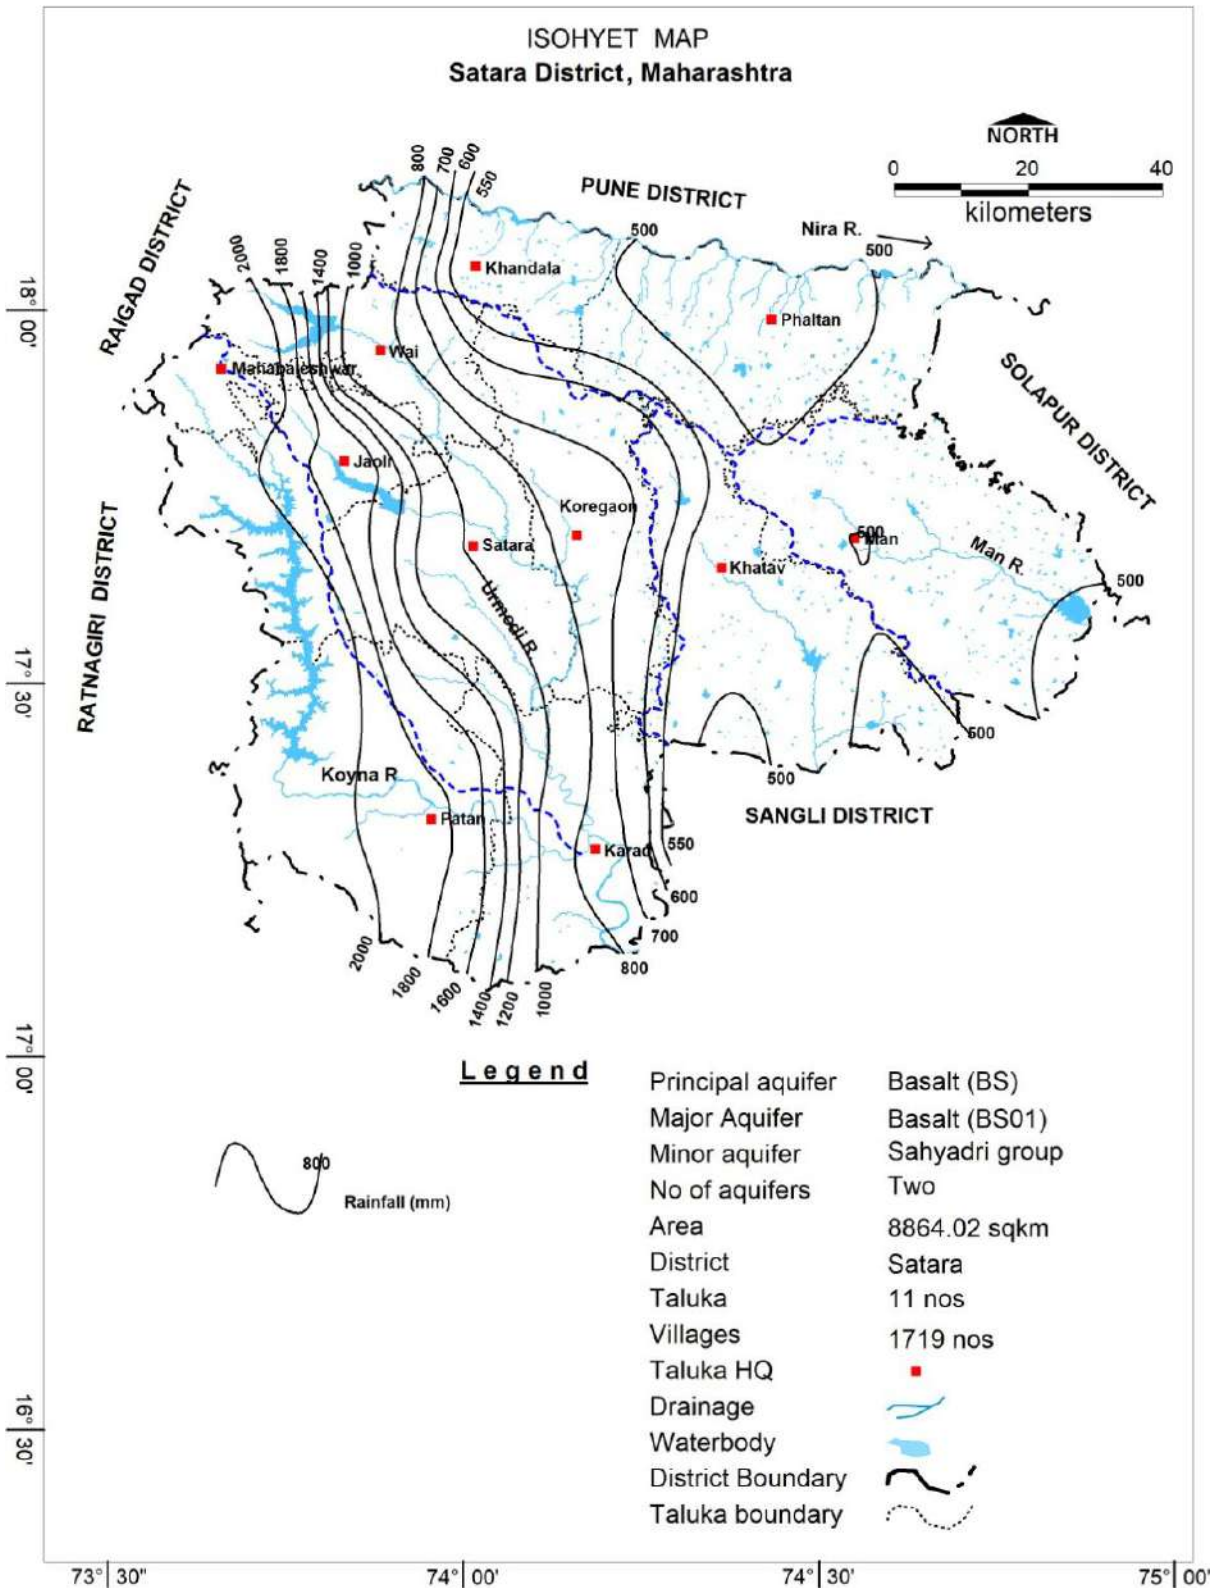 ISOHYET MAP
Satara District, Maharashtra
NORTH
0 20 40
kilometers
PUNE DISTRICT
Nira R.
RAIGAD DISTRICT
SOLAPUR DISTRICT
RATNAGIRI DISTRICT
SANGLI DISTRICT
800
700
600
550
500
500
2000
1800
1400
1000
Khandala
Phaltan
Wai
Mahabaleshwar
Jaoli
Koregaon
Satara
Khatav
500
Man
Man R.
500
Urmodi R.
Koyna R
Patan
Karad
500
500
550
600
700
800
2000
1800
1600
1400
1200
1000
18° 00'
17° 30'
17° 00'
16° 30'
Legend
800
Rainfall (mm)
Principal aquifer Basalt (BS)
Major Aquifer Basalt (BS01)
Minor aquifer Sahyadri group
No of aquifers Two
Area 8864.02 sqkm
District Satara
Taluka 11 nos
Villages 1719 nos
Taluka HQ
Drainage
Waterbody
District Boundary
Taluka boundary
73° 30" 74° 00' 74° 30' 75° 00'